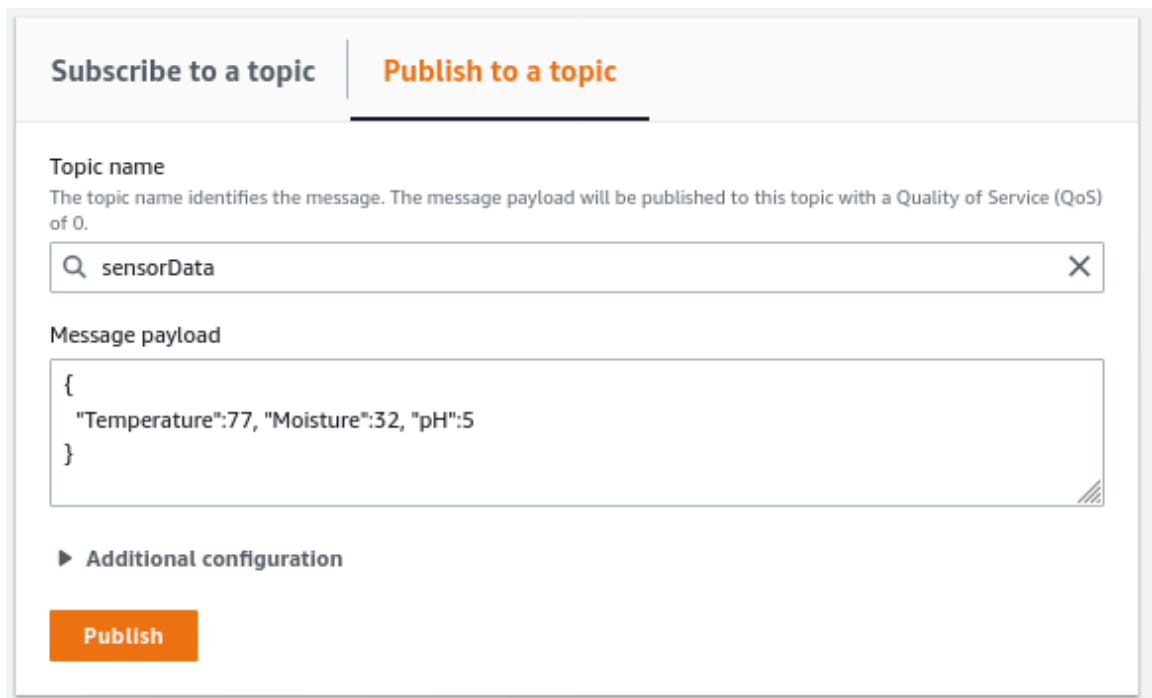 Subscribe to a topic
Publish to a topic
Topic name
The topic name identifies the message. The message payload will be published to this topic with a Quality of Service (QoS)
of 0.
sensorData
Message payload
{
"Temperature":77, "Moisture":32, "pH":5
}
Additional configuration
Publish